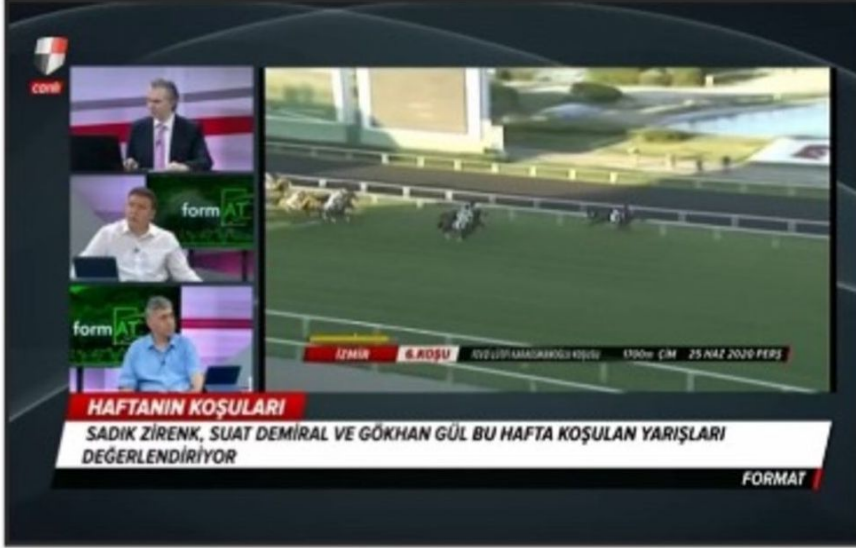 canlı
formAT
formAT
İZMİR 6.KOŞU 1700m ÇİM 25 HAZ 2020 PERŞ
HAFTANIN KOŞULARI
SADIK ZİRENK, SUAT DEMİRAL VE GÖKHAN GÜL BU HAFTA KOŞULAN YARIŞLARI
DEĞERLENDİRİYOR
FORMAT